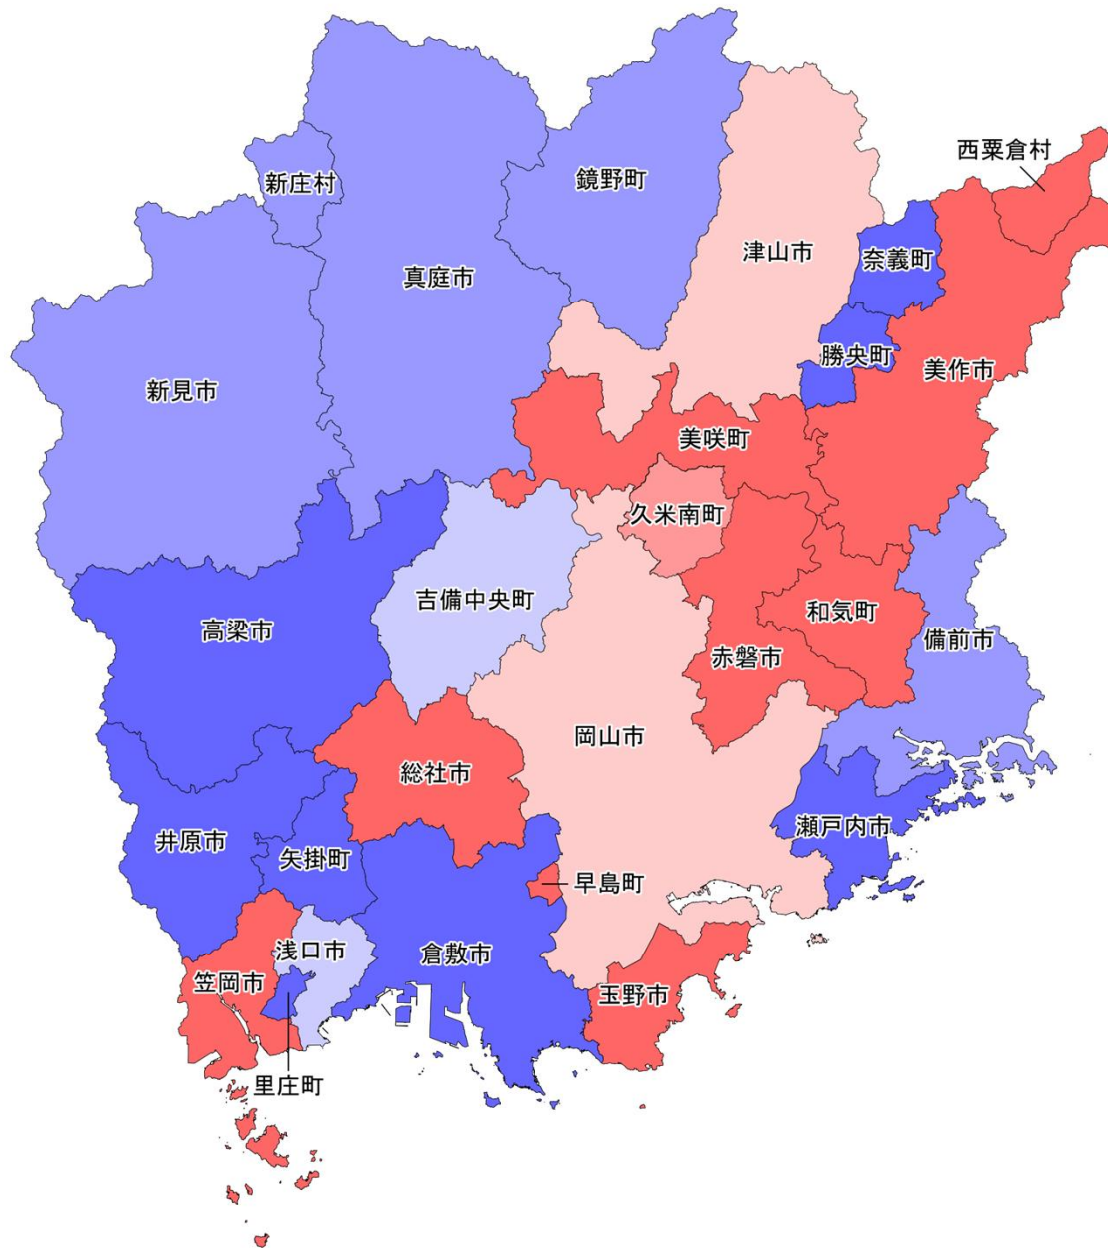 西粟倉村
新庄村
鏡野町
津山市
奈義町
真庭市
勝央町
美作市
新見市
美咲町
久米南町
吉備中央町
和気町
高梁市
備前市
赤磐市
岡山市
総社市
瀬戸内市
井原市
矢掛町
早島町
浅口市
倉敷市
笠岡市
玉野市
里庄町